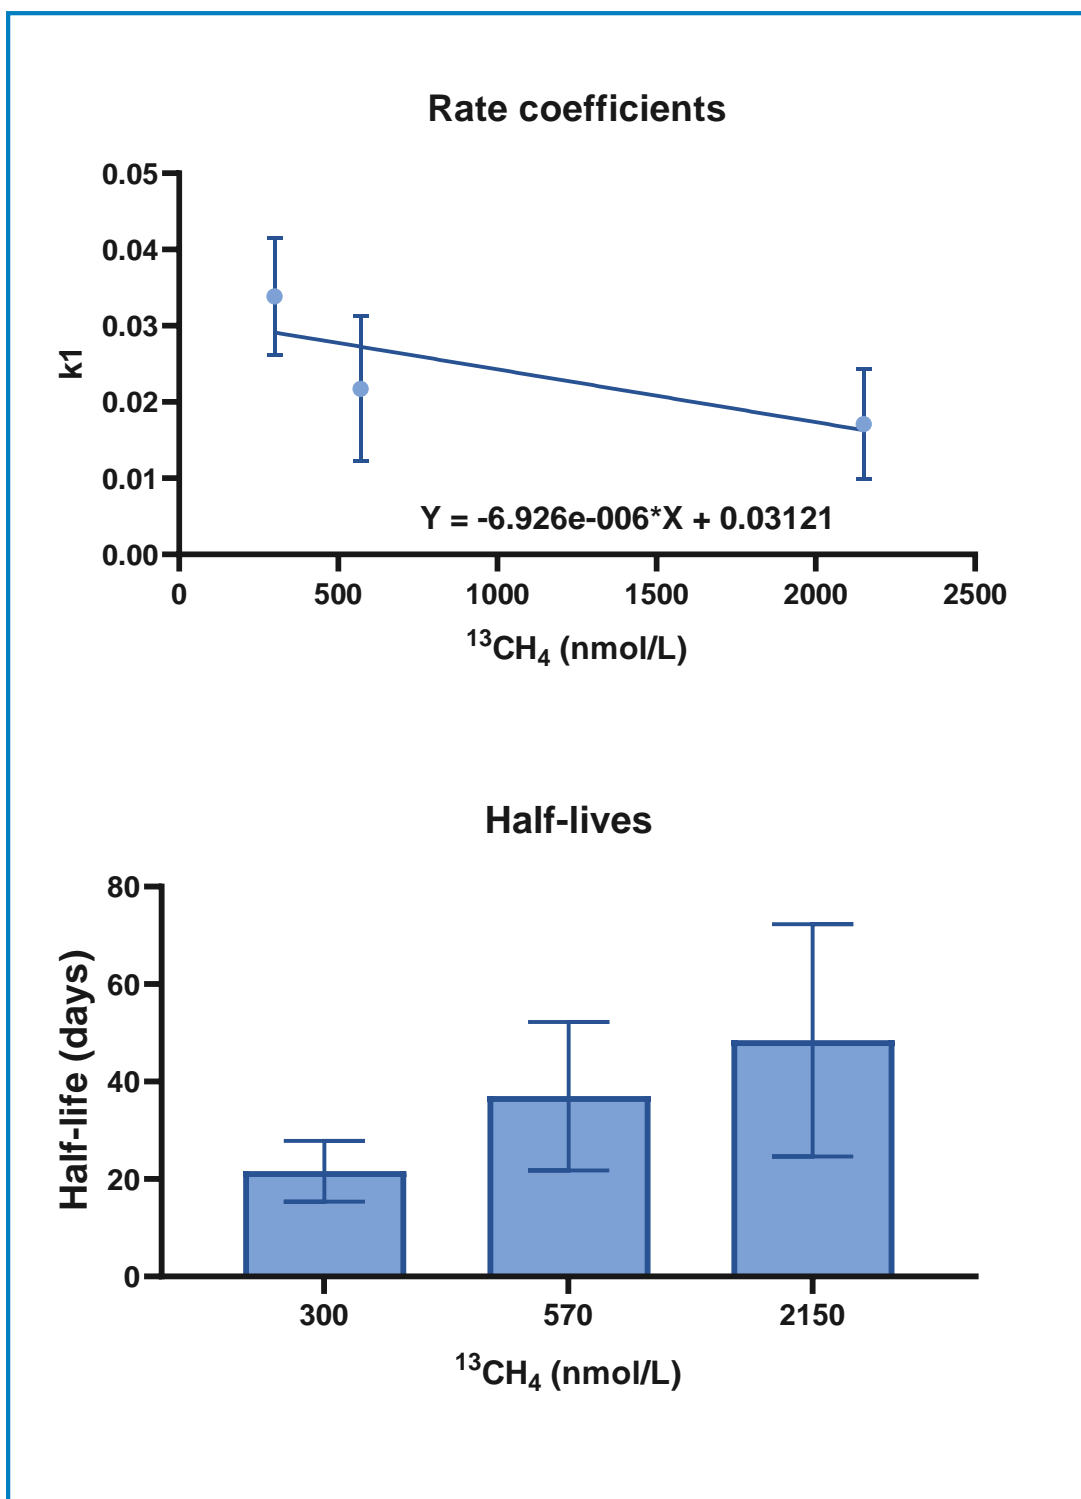 Rate coefficients
0.05
0.04
0.03
0.02
0.01
0.00
k1
Y = -6.926e-006*X + 0.03121
0 500 1000 1500 2000 2500
¹³CH₄ (nmol/L)
Half-lives
80
60
40
20
0
Half-life (days)
300 570 2150
¹³CH₄ (nmol/L)